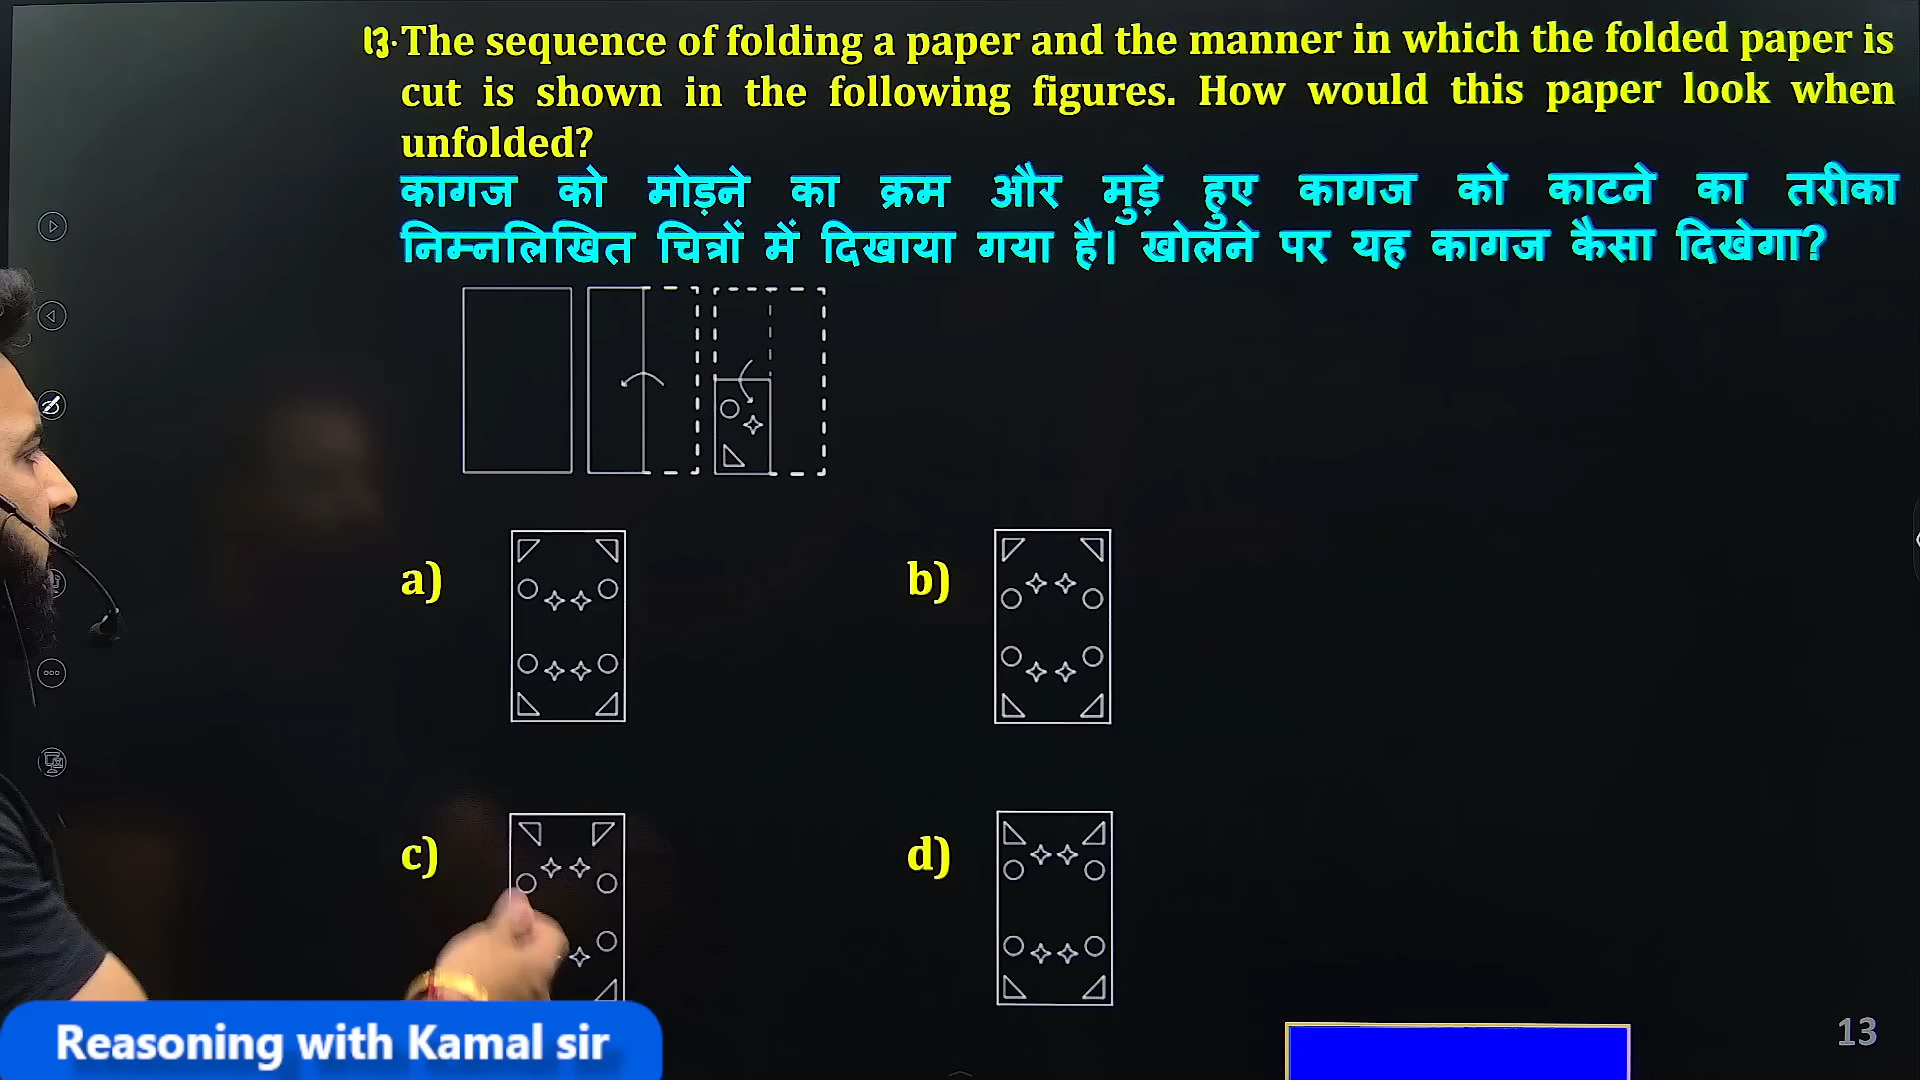 13. The sequence of folding a paper and the manner in which the folded paper is
cut is shown in the following figures. How would this paper look when
unfolded?
कागज को मोड़ने का क्रम और मुड़े हुए कागज को काटने का तरीका
निम्नलिखित चित्रों में दिखाया गया है। खोलने पर यह कागज कैसा दिखेगा?
a)
b)
c)
d)
Reasoning with Kamal sir
13